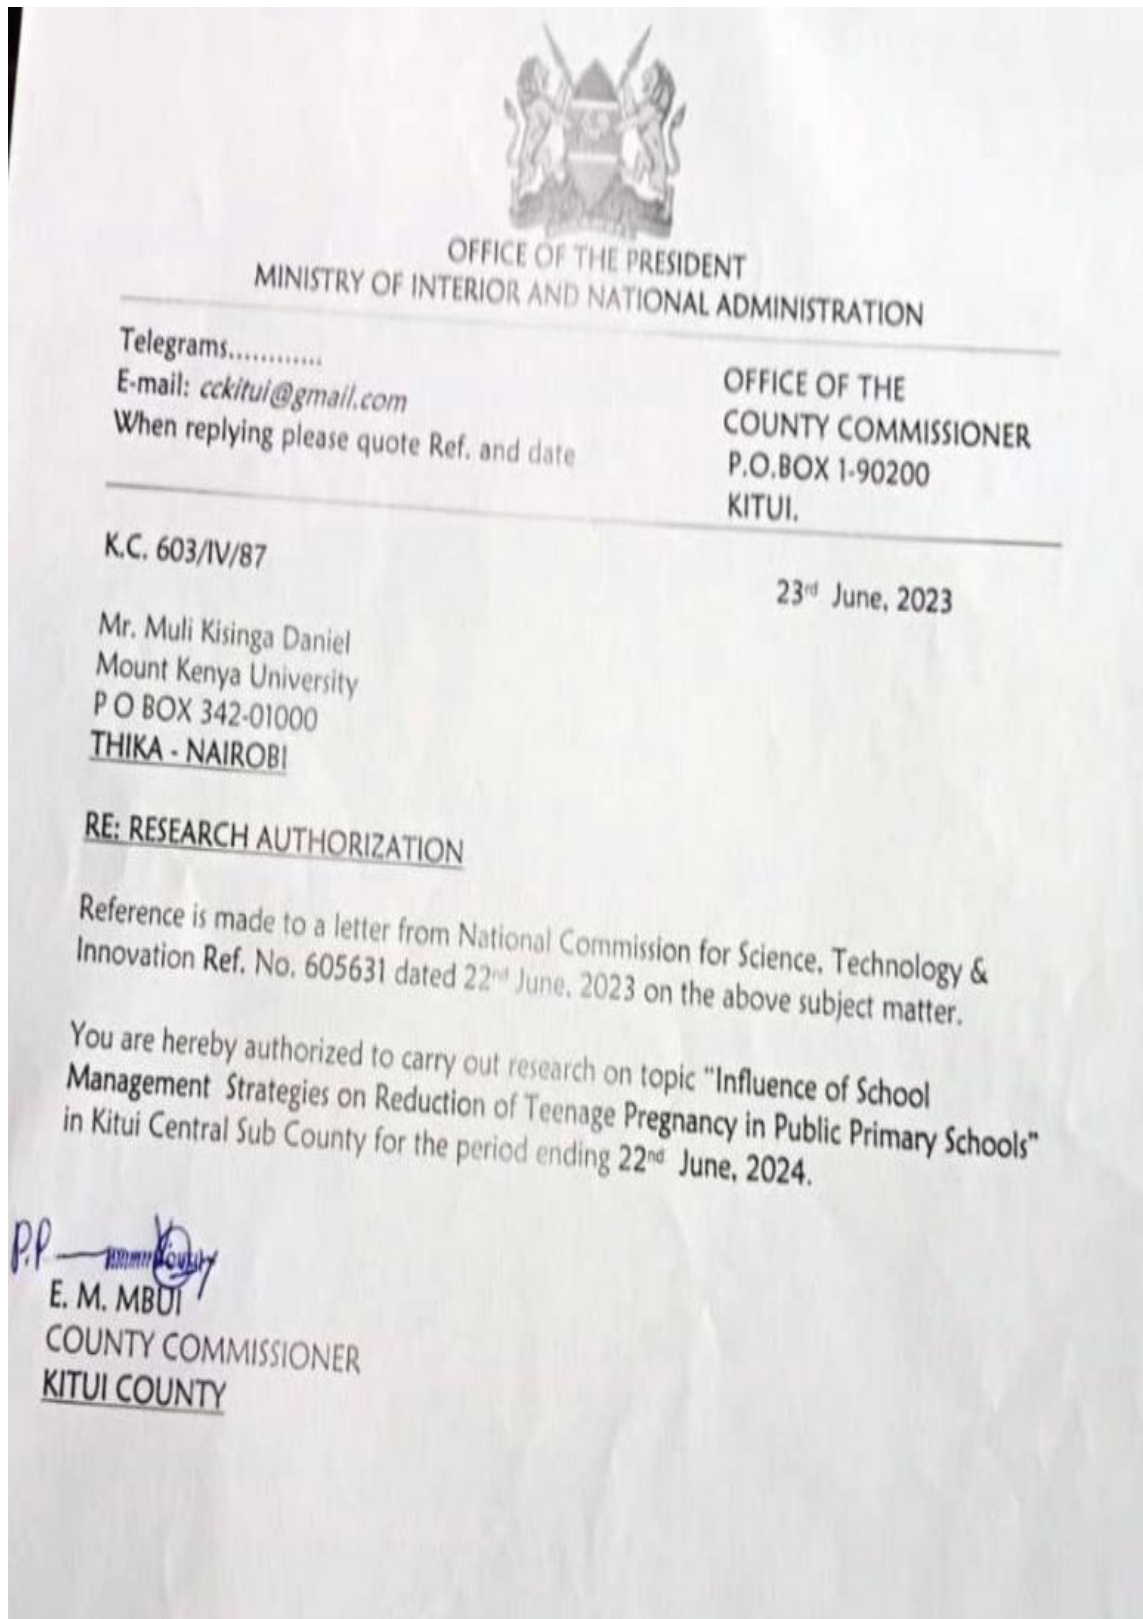 OFFICE OF THE PRESIDENT
MINISTRY OF INTERIOR AND NATIONAL ADMINISTRATION
Telegrams............
E-mail: cckitui@gmail.com
When replying please quote Ref. and date
OFFICE OF THE
COUNTY COMMISSIONER
P.O.BOX 1-90200
KITUI.
K.C. 603/IV/87
23rd June, 2023
Mr. Muli Kisinga Daniel
Mount Kenya University
P O BOX 342-01000
THIKA - NAIROBI
RE: RESEARCH AUTHORIZATION
Reference is made to a letter from National Commission for Science, Technology &
Innovation Ref. No. 605631 dated 22nd June, 2023 on the above subject matter.
You are hereby authorized to carry out research on topic "Influence of School
Management Strategies on Reduction of Teenage Pregnancy in Public Primary Schools"
in Kitui Central Sub County for the period ending 22nd June, 2024.
P.P
E. M. MBUI
COUNTY COMMISSIONER
KITUI COUNTY